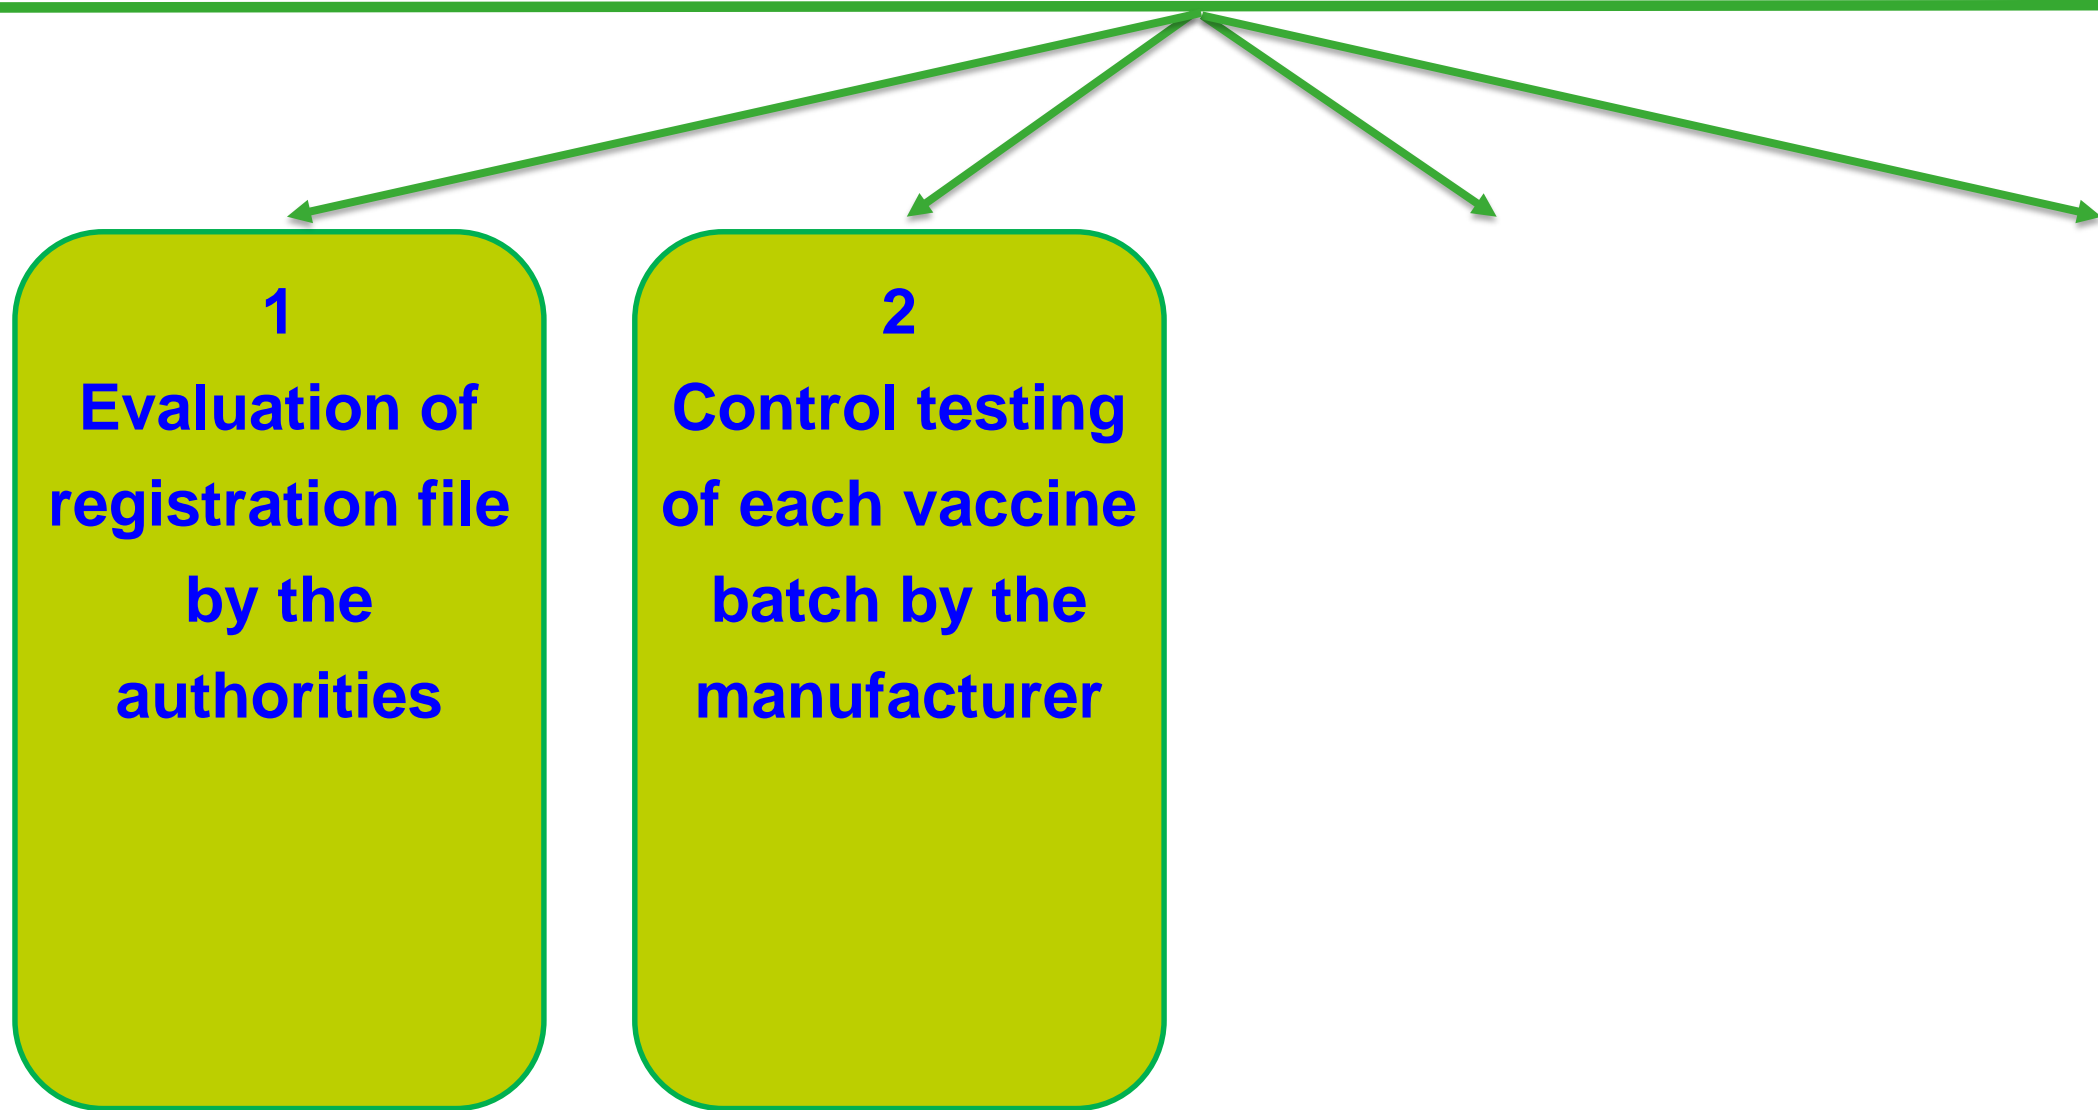 1
Evaluation of
registration file
by the
authorities
2
Control testing
of each vaccine
batch by the
manufacturer